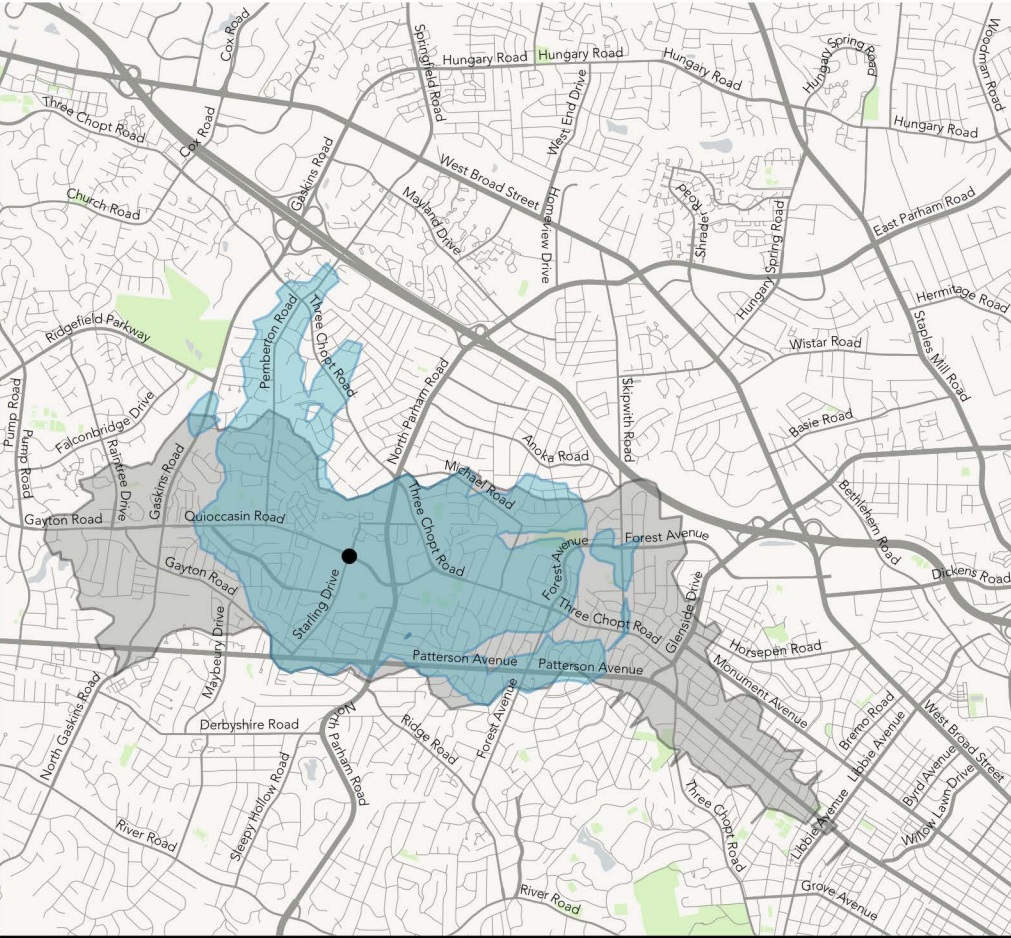 Cox Road
Springfield Road
Hungary Road
Hungary Road
Hungary Road
Hungary Spring Road
Woodman Road
Three Chopt Road
Cox Road
West End Drive
Hungary Road
Gaskins Road
West Broad Street
Church Road
Mayland Drive
Homeview Drive
Shrader Road
Hungary Spring Road
East Parham Road
Hermitage Road
Ridgefield Parkway
Pemberton Road
Three Chopt Road
Wistar Road
Staples Mill Road
North Parham Road
Pump Road
Falconbridge Drive
Skipwith Road
Basie Road
Pump Road
Raintree Drive
Gaskins Road
Anoka Road
Michael Road
Bethlehem Road
Gayton Road
Quioccasin Road
Three Chopt Road
Forest Avenue
Forest Avenue
Gayton Road
Dickens Road
Starling Drive
Three Chopt Road
Glenside Drive
Maybeury Drive
Horsepen Road
Patterson Avenue
Patterson Avenue
Monument Avenue
North Gaskins Road
Derbyshire Road
North Parham Road
Ridge Road
Forest Avenue
Bremo Road
Libbie Avenue
West Broad Street
Byrd Avenue
Willow Lawn Drive
Sleepy Hollow Road
River Road
Three Chopt Road
Libbie Avenue
River Road
Grove Avenue